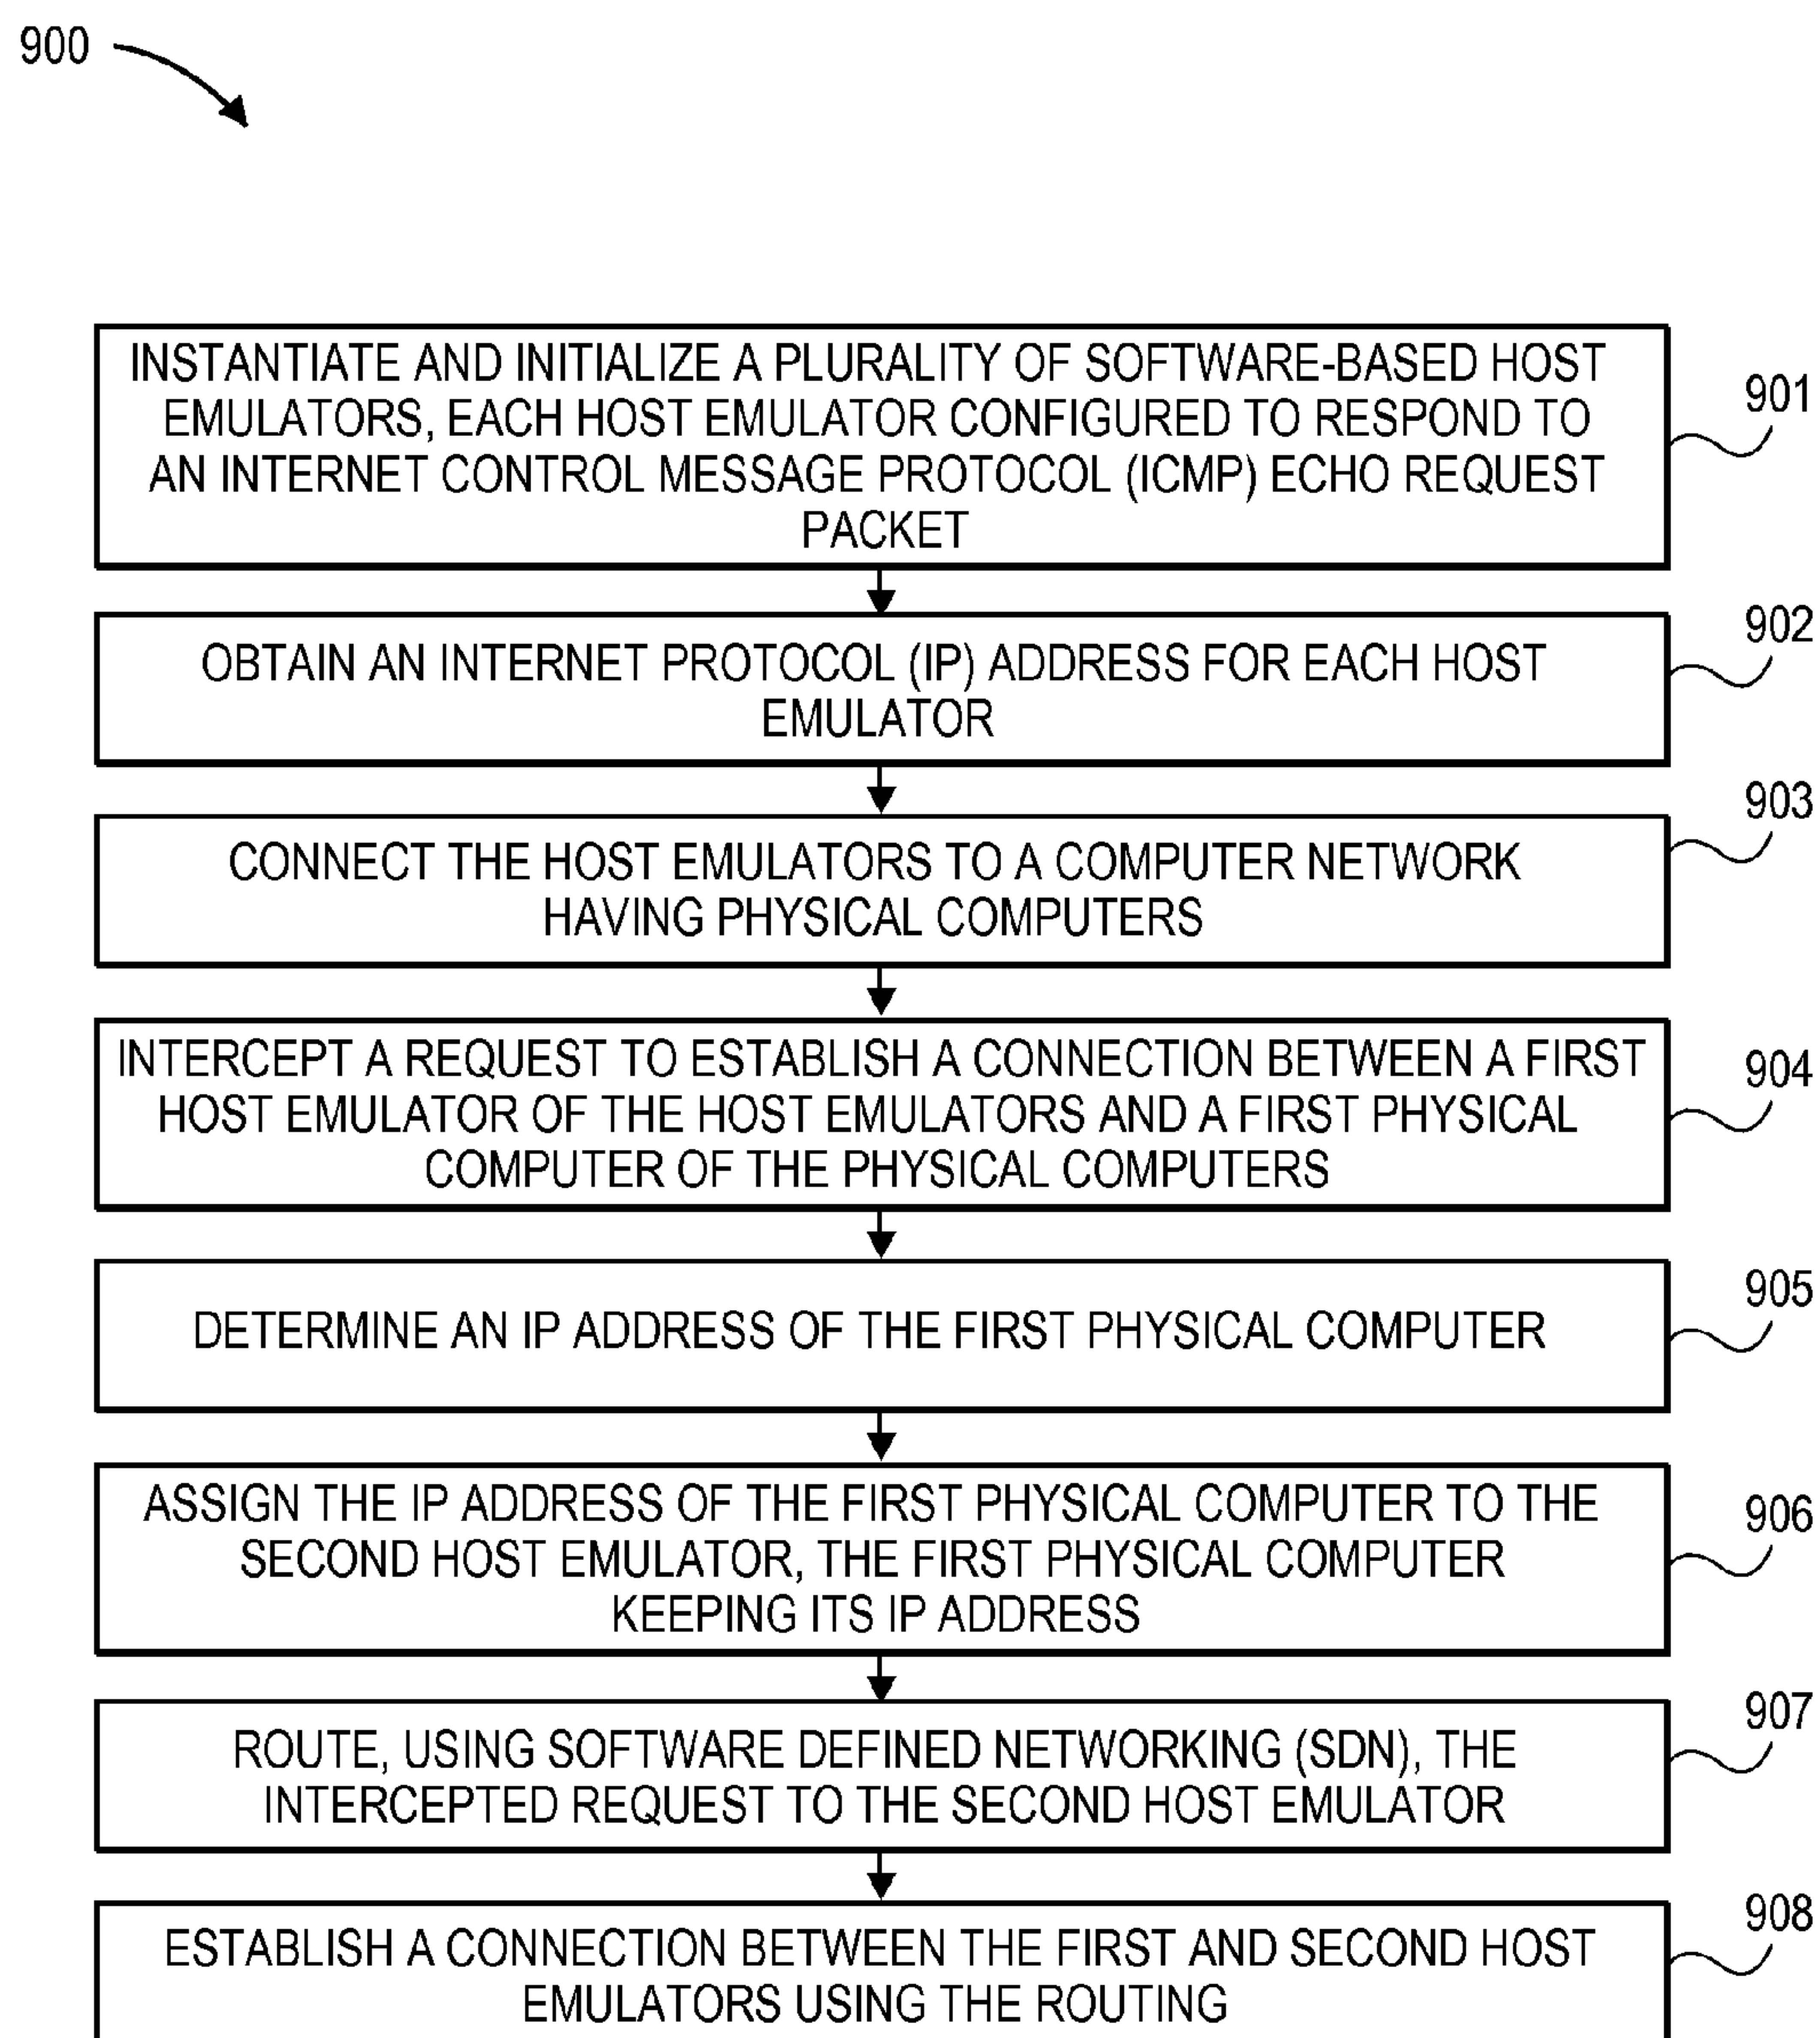 900
INSTANTIATE AND INITIALIZE A PLURALITY OF SOFTWARE-BASED HOST
EMULATORS, EACH HOST EMULATOR CONFIGURED TO RESPOND TO
AN INTERNET CONTROL MESSAGE PROTOCOL (ICMP) ECHO REQUEST
PACKET
901
OBTAIN AN INTERNET PROTOCOL (IP) ADDRESS FOR EACH HOST
EMULATOR
902
CONNECT THE HOST EMULATORS TO A COMPUTER NETWORK
HAVING PHYSICAL COMPUTERS
903
INTERCEPT A REQUEST TO ESTABLISH A CONNECTION BETWEEN A FIRST
HOST EMULATOR OF THE HOST EMULATORS AND A FIRST PHYSICAL
COMPUTER OF THE PHYSICAL COMPUTERS
904
DETERMINE AN IP ADDRESS OF THE FIRST PHYSICAL COMPUTER
905
ASSIGN THE IP ADDRESS OF THE FIRST PHYSICAL COMPUTER TO THE
SECOND HOST EMULATOR, THE FIRST PHYSICAL COMPUTER
KEEPING ITS IP ADDRESS
906
ROUTE, USING SOFTWARE DEFINED NETWORKING (SDN), THE
INTERCEPTED REQUEST TO THE SECOND HOST EMULATOR
907
ESTABLISH A CONNECTION BETWEEN THE FIRST AND SECOND HOST
EMULATORS USING THE ROUTING
908